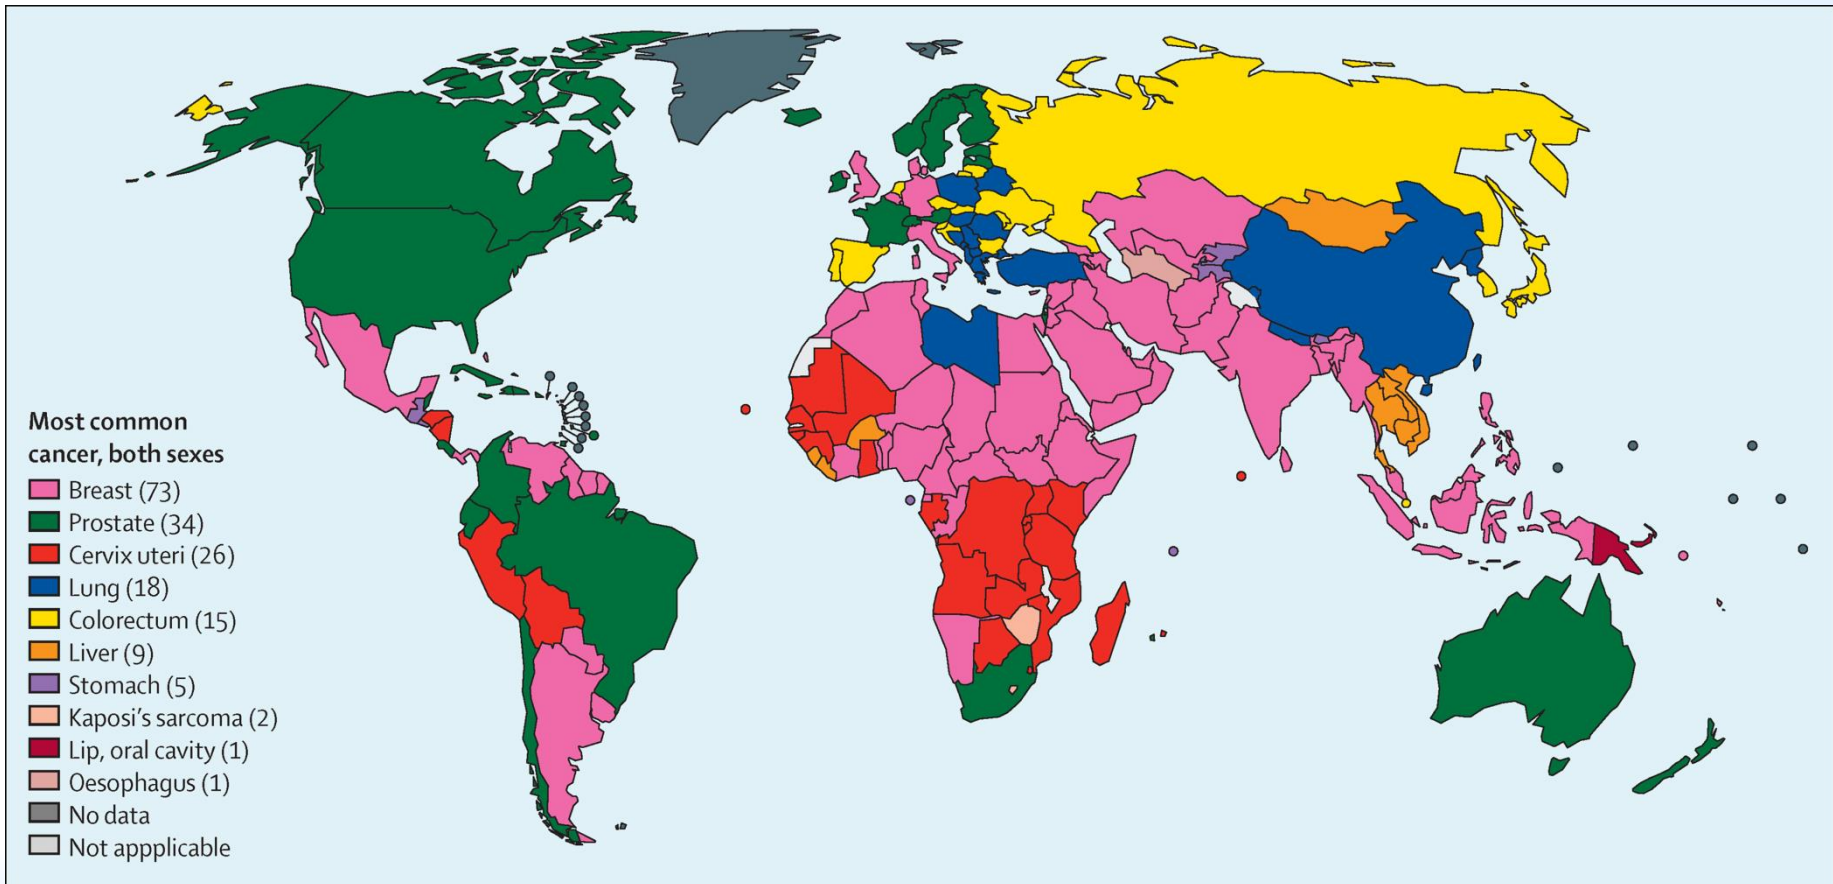 Most common
cancer, both sexes
Breast (73)
Prostate (34)
Cervix uteri (26)
Lung (18)
Colorectum (15)
Liver (9)
Stomach (5)
Kaposi’s sarcoma (2)
Lip, oral cavity (1)
Oesophagus (1)
No data
Not appplicable